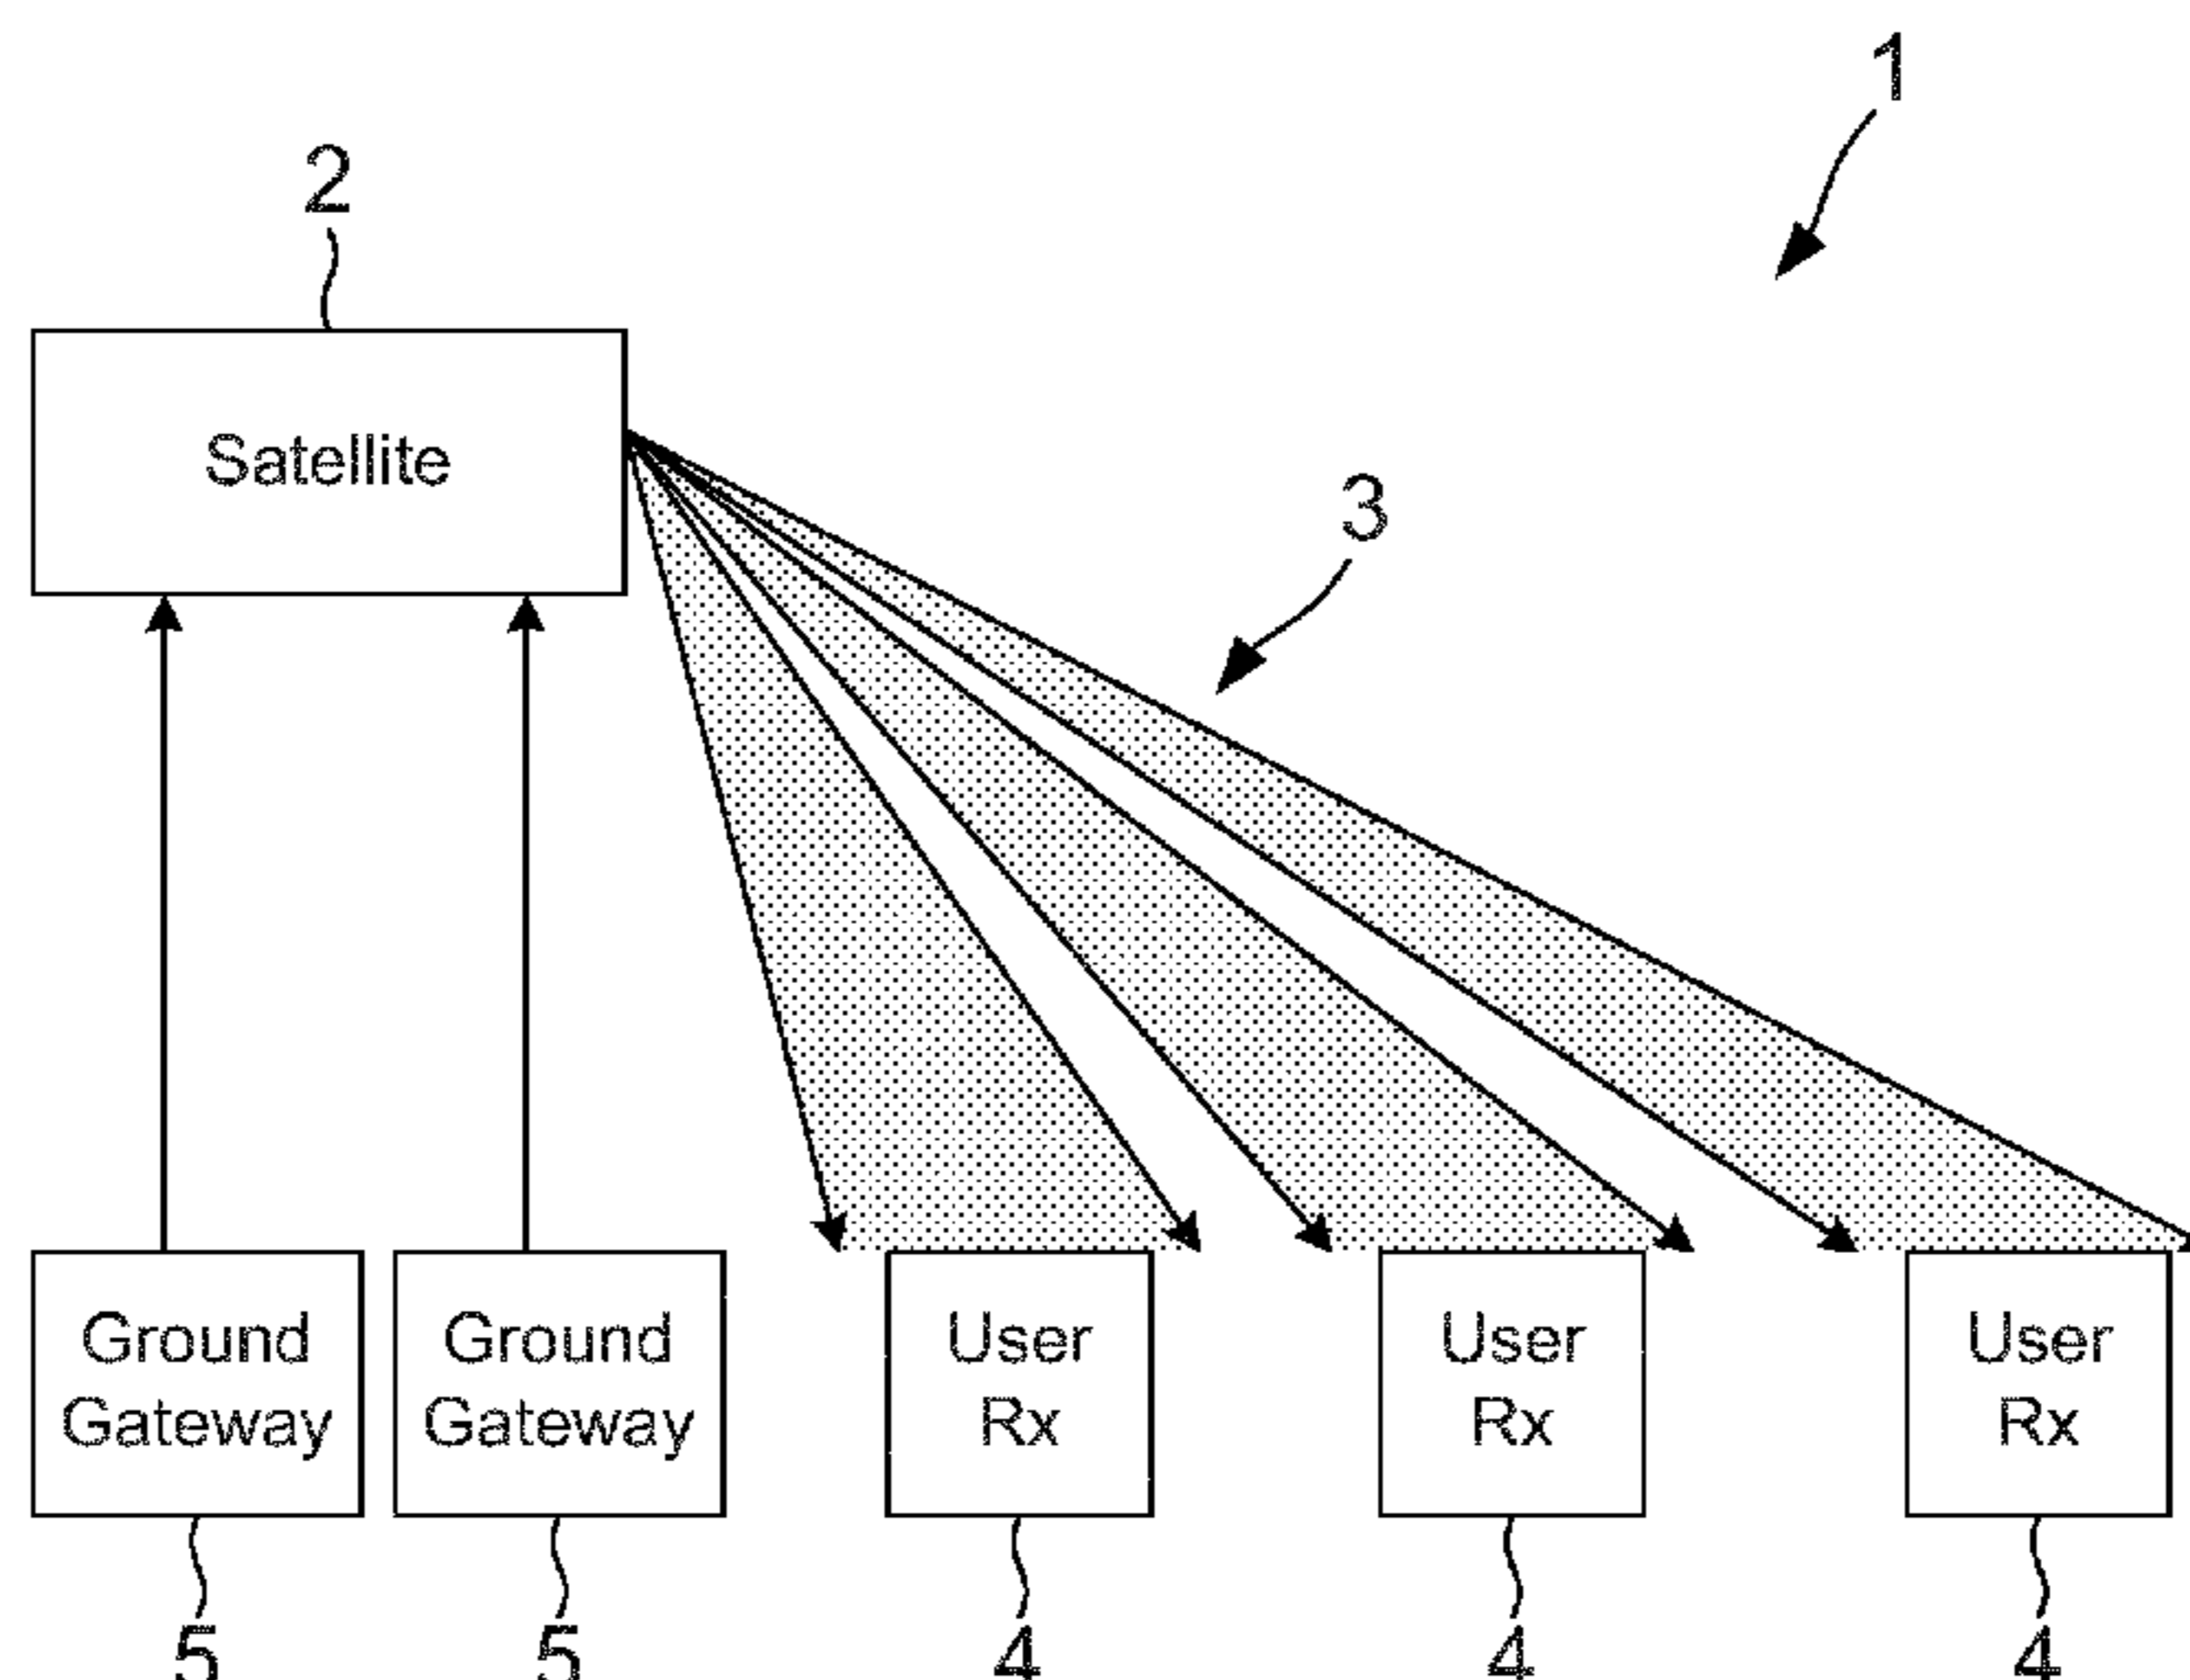 1
2
Satellite
3
Ground
Gateway
Ground
Gateway
User
Rx
User
Rx
User
Rx
5
5
4
4
4